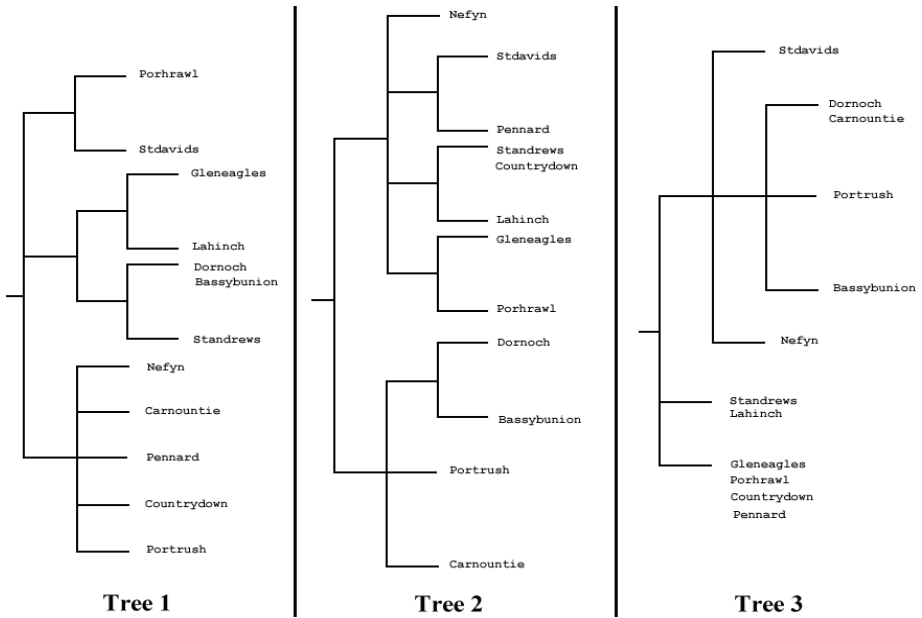 Porhrawl
Stdavids
Gleneagles
Lahinch
Dornoch
Bassybunion
Standrews
Nefyn
Carnountie
Pennard
Countrydown
Portrush
Tree 1
Nefyn
Stdavids
Pennard
Standrews
Countrydown
Lahinch
Gleneagles
Porhrawl
Dornoch
Bassybunion
Portrush
Carnountie
Tree 2
Stdavids
Dornoch
Carnountie
Portrush
Bassybunion
Nefyn
Standrews
Lahinch
Gleneagles
Porhrawl
Countrydown
Pennard
Tree 3